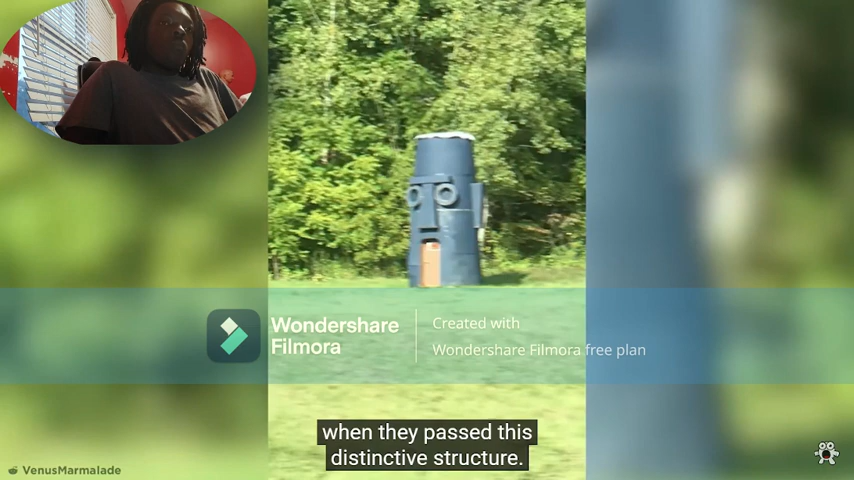 Wondershare
Filmora
Created with
Wondershare Filmora free plan
when they passed this
distinctive structure.
VenusMarmalade